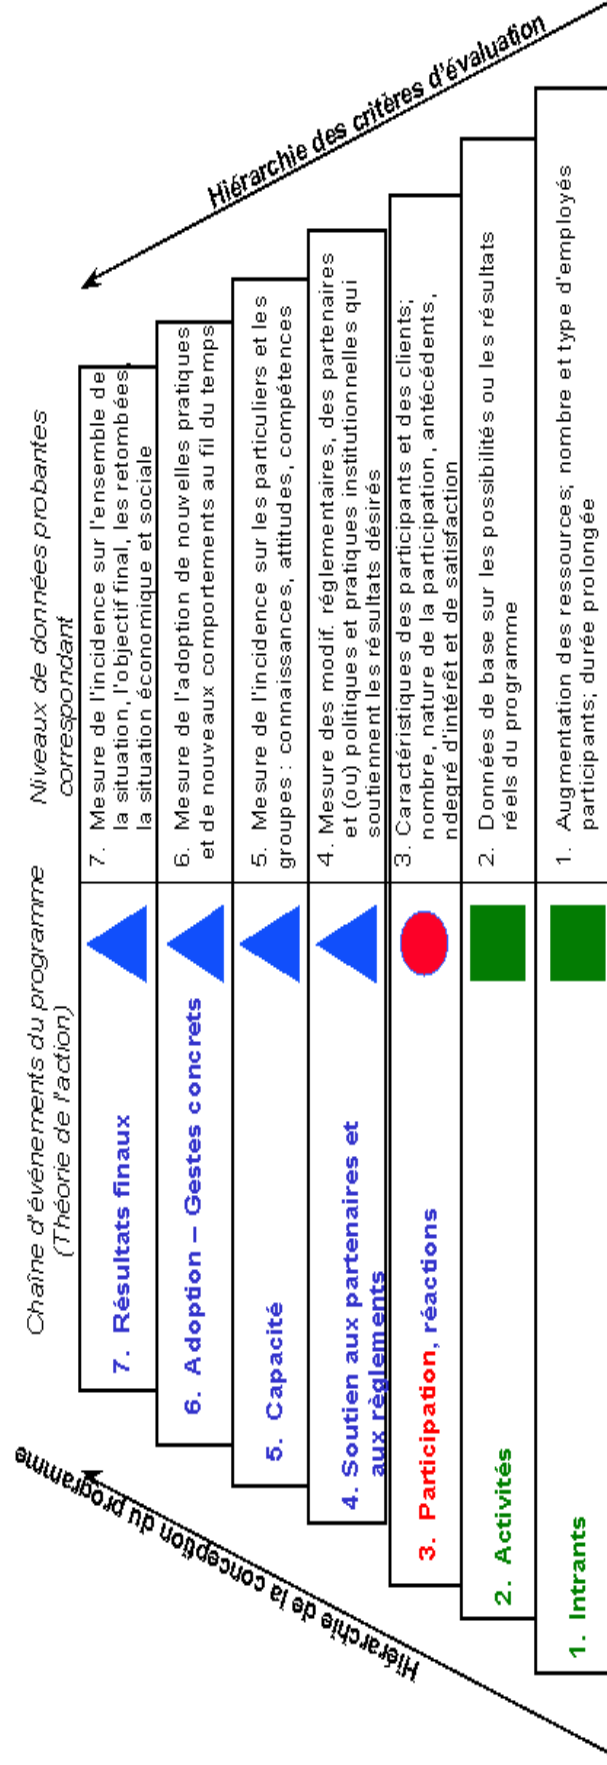 Hiérarchie de la conception du programme
Hiérarchie des critères d'évaluation
Chaîne d'événements du programme
(Théorie de l'action)
Niveaux de données probantes
correspondant
7. Résultats finaux
7. Mesure de l'incidence sur l'ensemble de
la situation, l'objectif final, les retombées,
la situation économique et sociale
6. Adoption – Gestes concrets
6. Mesure de l'adoption de nouvelles pratiques
et de nouveaux comportements au fil du temps
5. Capacité
5. Mesure de l'incidence sur les particuliers et les
groupes : connaissances, attitudes, compétences
4. Soutien aux partenaires et
aux règlements
4. Mesure des modif. réglementaires, des partenaires
et (ou) politiques et pratiques institutionnelles qui
soutiennent les résultats désirés
3. Participation, réactions
3. Caractéristiques des participants et des clients;
nombre, nature de la participation, antécédents,
ndegré d'intérêt et de satisfaction
2. Activités
2. Données de base sur les possibilités ou les résultats
réels du programme
1. Intrants
1. Augmentation des ressources; nombre et type d'employés
participants; durée prolongée